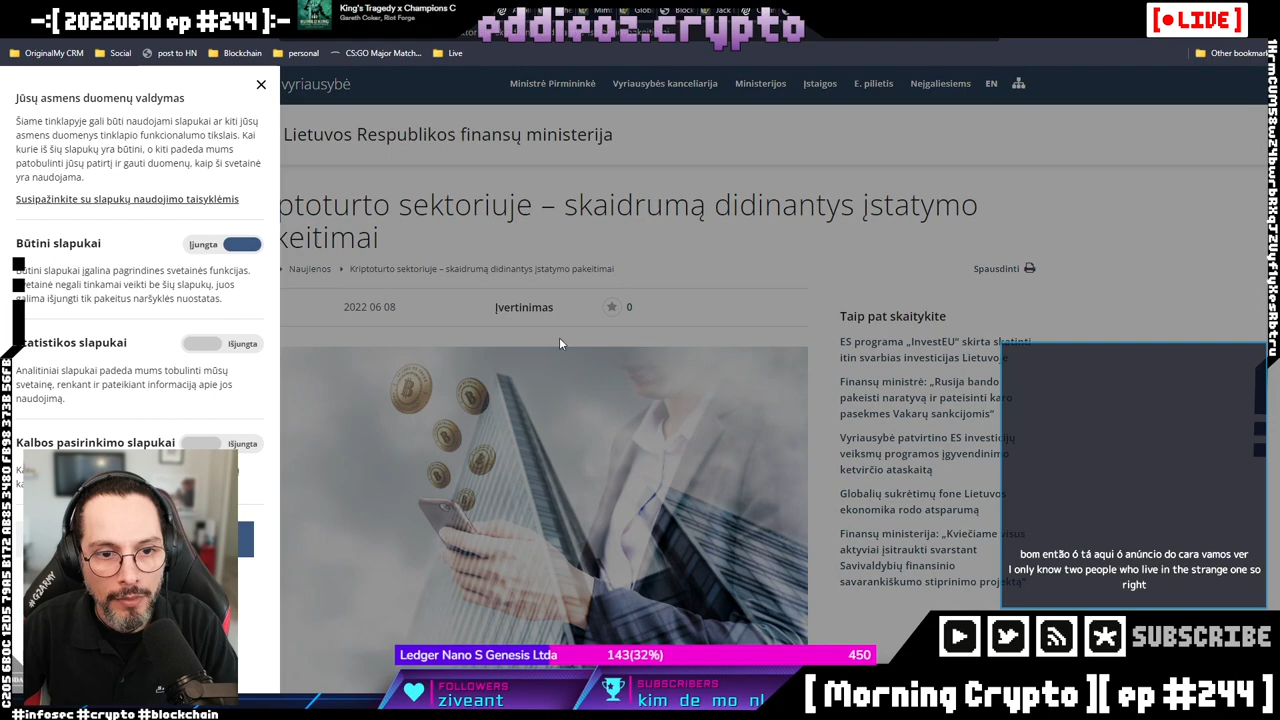 -:[ 20220610 ep #244 ]:-
King's Tragedy x Champions C
Gareth Coker, Riot Forge
eddieoz.crypto
[● LIVE]
OriginalMy CRM
Social
post to HN
Blockchain
personal
CS:GO Major Match...
Live
Other bookmar
vyriausybė
Ministrė Pirmininkė
Vyriausybės kanceliarija
Ministerijos
Įstaigos
E. pilietis
Neįgaliesiems
EN
Jūsų asmens duomenų valdymas
Šiame tinklapyje gali būti naudojami slapukai ar kiti jūsų
asmens duomenys tinklapio funkcionalumo tikslais. Kai
kurie iš šių slapukų yra būtini, o kiti padeda mums
patobulinti jūsų patirtį ir gauti duomenų, kaip ši svetainė
yra naudojama.
Susipažinkite su slapukų naudojimo taisyklėmis
Būtini slapukai
Įjungta
Būtini slapukai įgalina pagrindines svetainės funkcijas.
Svetainė negali tinkamai veikti be šių slapukų, juos
galima išjungti tik pakeitus naršyklės nuostatas.
Statistikos slapukai
Išjungta
Analitiniai slapukai padeda mums tobulinti mūsų
svetainę, renkant ir pateikiant informaciją apie jos
naudojimą.
Kalbos pasirinkimo slapukai
Išjungta
Lietuvos Respublikos finansų ministerija
ptoturto sektoriuje – skaidrumą didinantys įstatymo
keitimai
Naujienos
Kriptoturto sektoriuje – skaidrumą didinantys įstatymo pakeitimai
Spausdinti
2022 06 08
Įvertinimas
0
Taip pat skaitykite
ES programa „InvestEU“ skirta skatinti
itin svarbias investicijas Lietuvoje
Finansų ministrė: „Rusija bando
pakeisti naratyvą ir pateisinti karo
pasekmes Vakarų sankcijomis“
Vyriausybė patvirtino ES investicijų
veiksmų programos įgyvendinimo
ketvirčio ataskaitą
Globalių sukrėtimų fone Lietuvos
ekonomika rodo atsparumą
Finansų ministerija: „Kviečiame visus
aktyviai įsitraukti svarstant
Savivaldybių finansinio
savarankiškumo stiprinimo projektą“
bom então ó tá aqui ó anúncio do cara vamos ver
I only know two people who live in the strange one so
right
#G2ARMY
Ledger Nano S Genesis Ltda
143(32%)
450
FOLLOWERS
ziveant
SUBSCRIBERS
kim_de_mo_nl
SUBSCRIBE
[ Morning Crypto ][ ep #244 ]
#infosec #crypto #blockchain